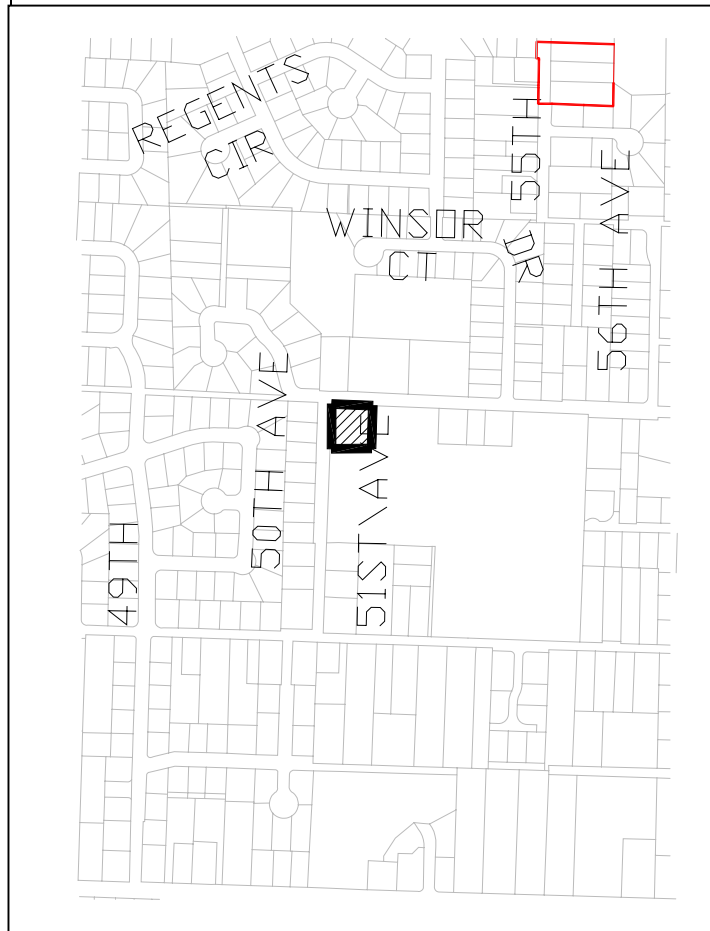 REGENTS
CIR
WINSOR
CT
DR
55TH
56TH AVE
50TH AVE
51ST\AVE
49TH